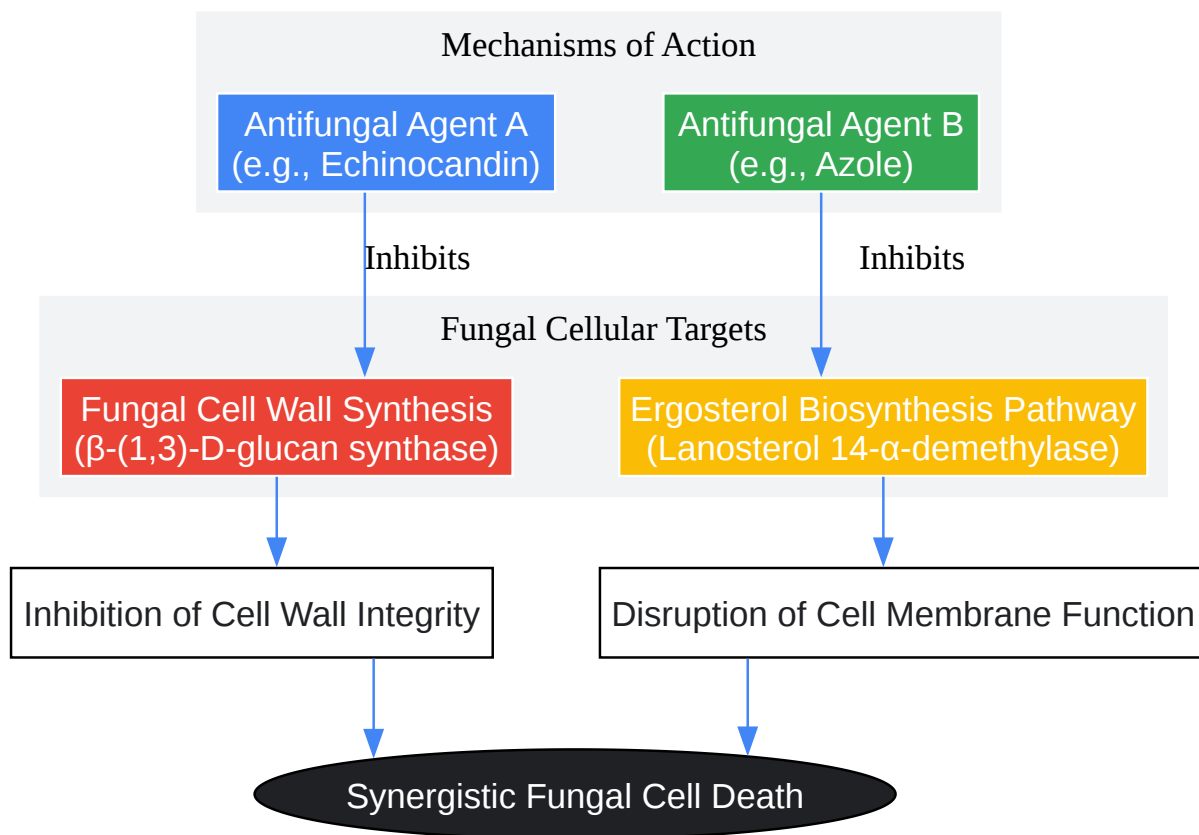 Mechanisms of Action
Antifungal Agent A
(e.g., Echinocandin)
Antifungal Agent B
(e.g., Azole)
Inhibits
Inhibits
Fungal Cellular Targets
Fungal Cell Wall Synthesis
(β-(1,3)-D-glucan synthase)
Ergosterol Biosynthesis Pathway
(Lanosterol 14-α-demethylase)
Inhibition of Cell Wall Integrity
Disruption of Cell Membrane Function
Synergistic Fungal Cell Death